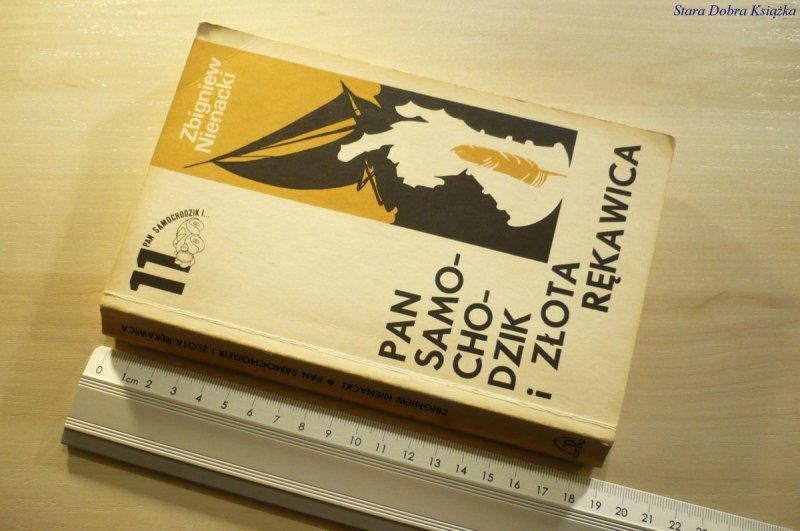 Stara Dobra Książka
Zbigniew
Nienacki
PAN SAMOCHODZIK I...
11
PAN
SAMO-
CHO-
DZIK
i ZŁOTA
RĘKAWICA
ZBIGNIEW NIENACKI ● PAN SAMOCHODZIK I ZŁOTA RĘKAWICA
0 1cm 2 3 4 5 6 7 8 9 10 11 12 13 14 15 16 17 18 19 20 21 22